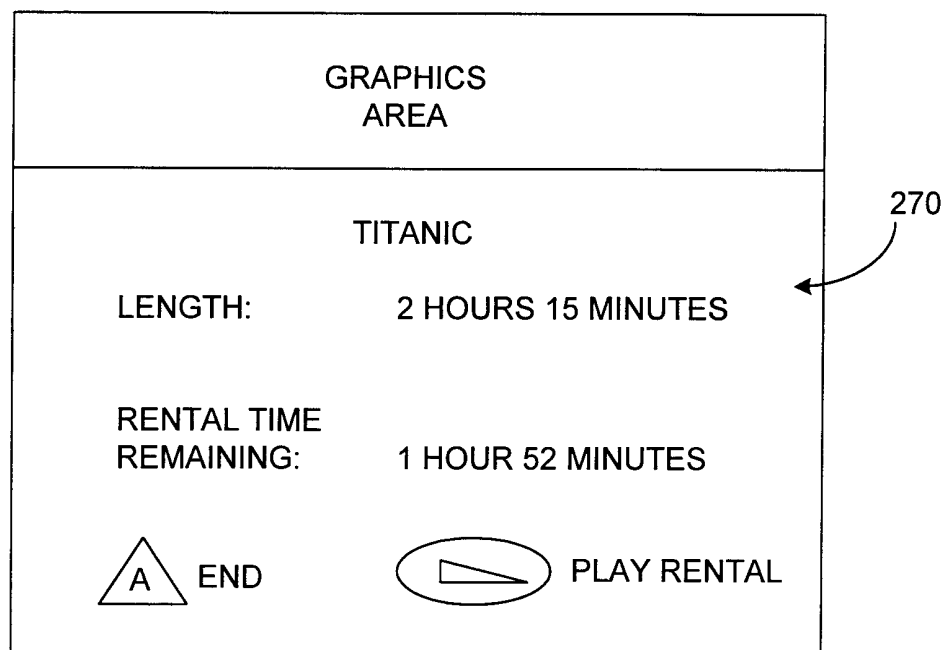 GRAPHICS
AREA
TITANIC
270
LENGTH: 2 HOURS 15 MINUTES
RENTAL TIME
REMAINING: 1 HOUR 52 MINUTES
A END PLAY RENTAL